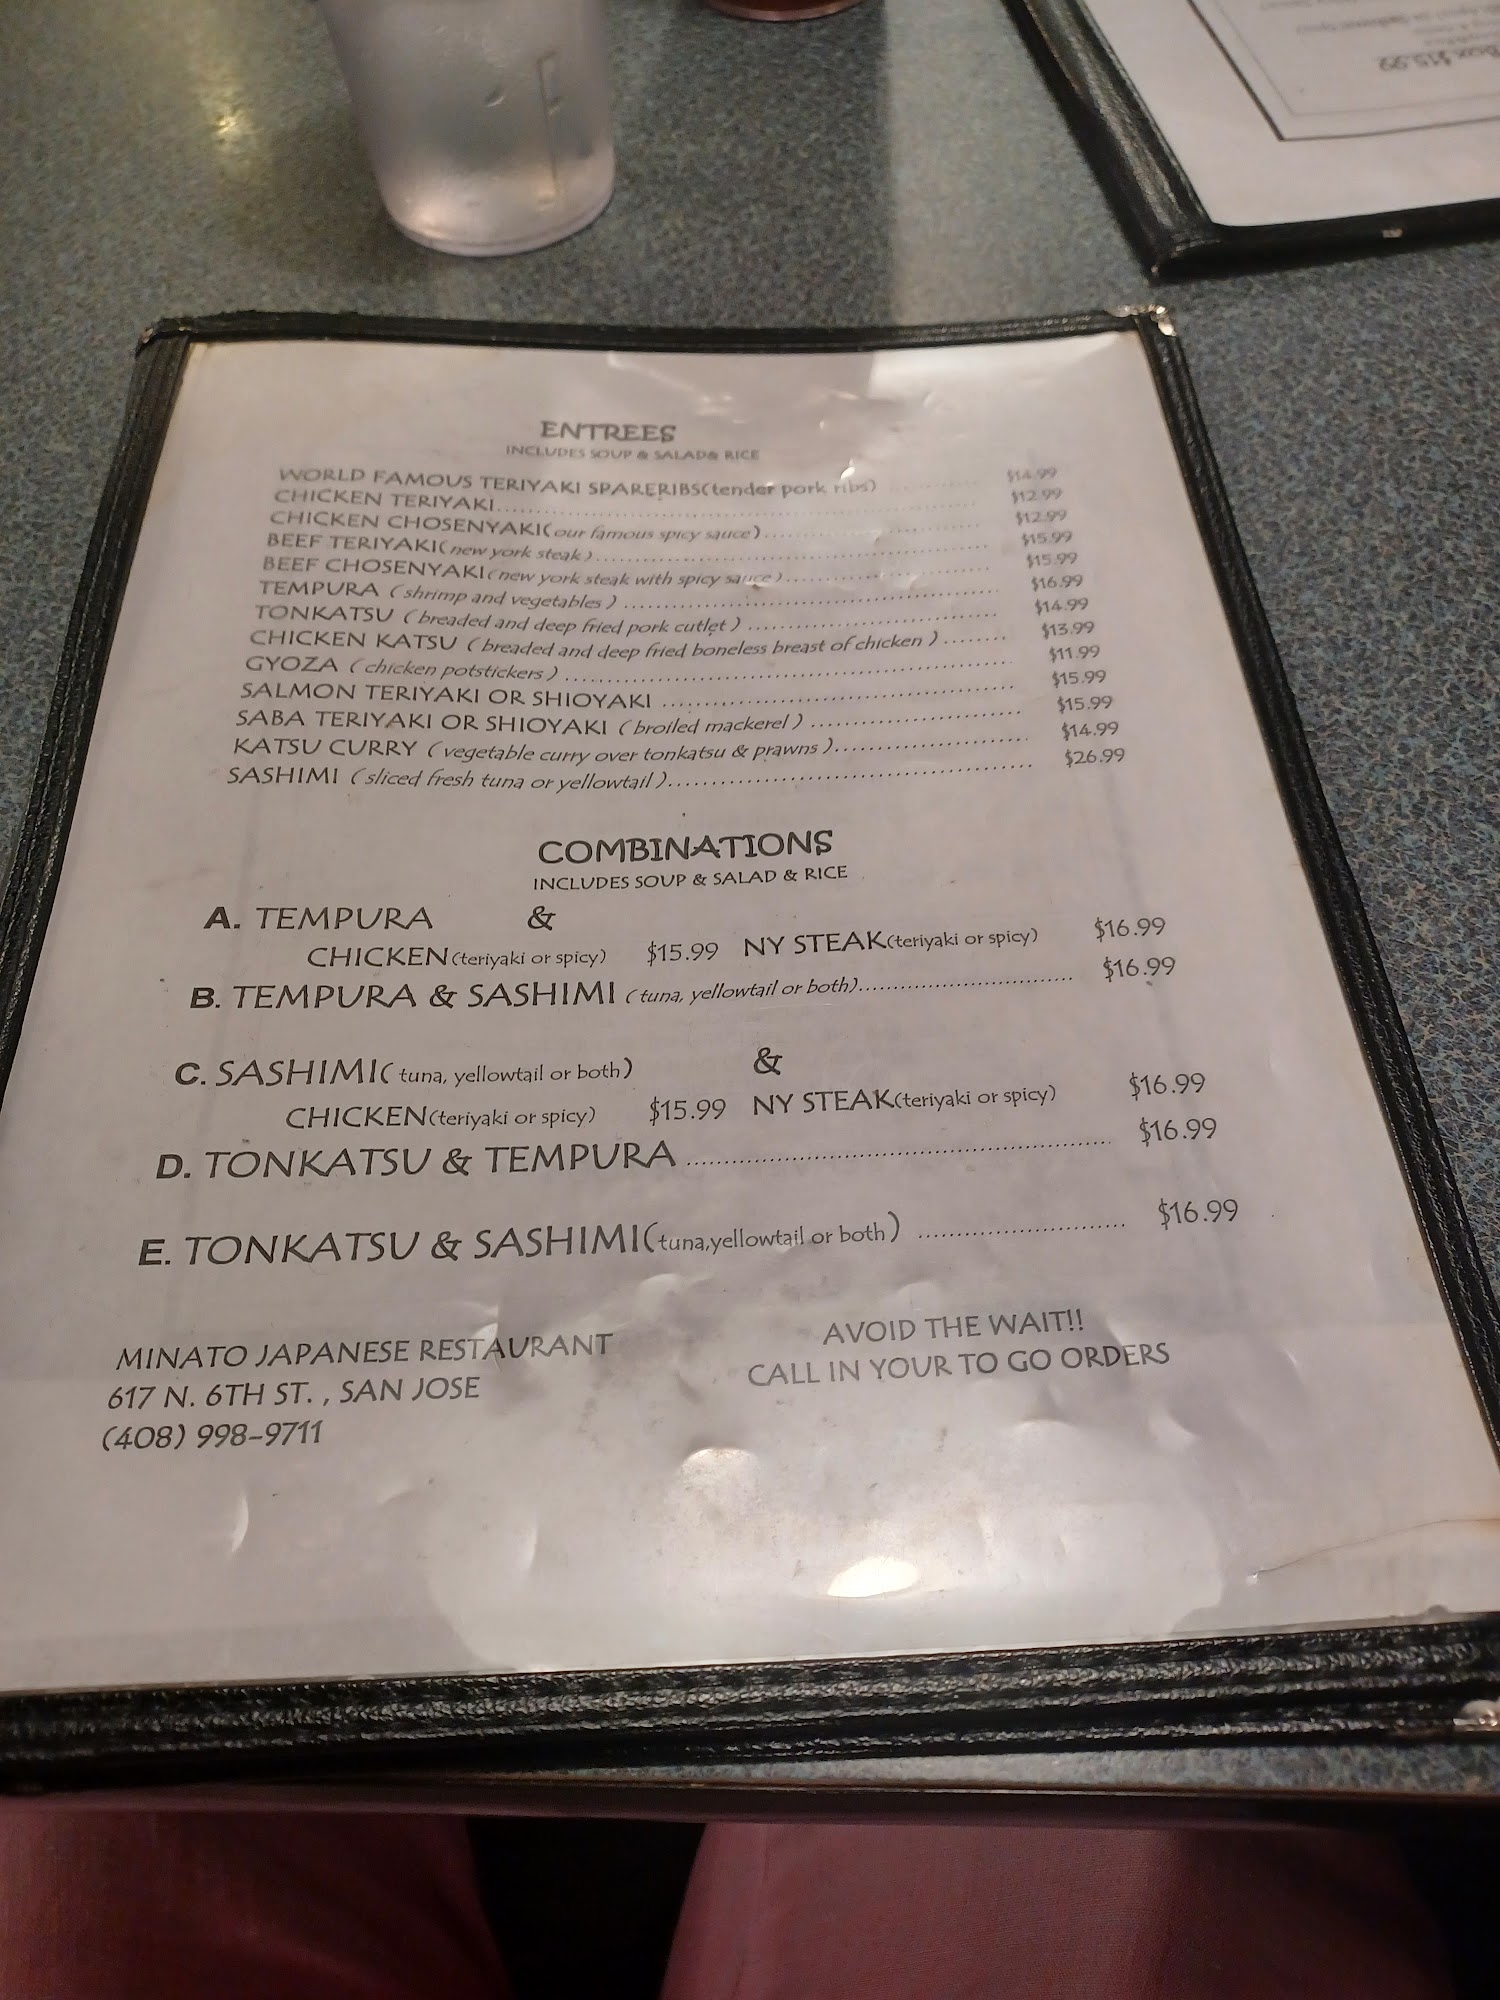 Box $15.99
ENTREES
INCLUDES SOUP & SALAD& RICE
WORLD FAMOUS TERIYAKI SPARERIBS(tender pork ribs) $14.99
CHICKEN TERIYAKI........ $12.99
CHICKEN CHOSENYAKI(our famous spicy sauce)........ $12.99
BEEF TERIYAKI(new york steak)........ $15.99
BEEF CHOSENYAKI(new york steak with spicy sauce)........ $15.99
TEMPURA (shrimp and vegetables) ........ $16.99
TONKATSU (breaded and deep fried pork cutlet) ........ $14.99
CHICKEN KATSU (breaded and deep fried boneless breast of chicken) ........ $13.99
GYOZA (chicken potstickers) ........ $11.99
SALMON TERIYAKI OR SHIOYAKI ........ $15.99
SABA TERIYAKI OR SHIOYAKI (broiled mackerel) ........ $15.99
KATSU CURRY (vegetable curry over tonkatsu & prawns)........ $14.99
SASHIMI (sliced fresh tuna or yellowtail)........ $26.99
COMBINATIONS
INCLUDES SOUP & SALAD & RICE
A. TEMPURA &
CHICKEN(teriyaki or spicy) $15.99 NY STEAK(teriyaki or spicy) $16.99
B. TEMPURA & SASHIMI (tuna, yellowtail or both)........ $16.99
C. SASHIMI( tuna, yellowtail or both) &
CHICKEN(teriyaki or spicy) $15.99 NY STEAK(teriyaki or spicy) $16.99
D. TONKATSU & TEMPURA ........ $16.99
E. TONKATSU & SASHIMI(tuna,yellowtail or both) ........ $16.99
MINATO JAPANESE RESTAURANT
617 N. 6TH ST. , SAN JOSE
(408) 998-9711
AVOID THE WAIT!!
CALL IN YOUR TO GO ORDERS